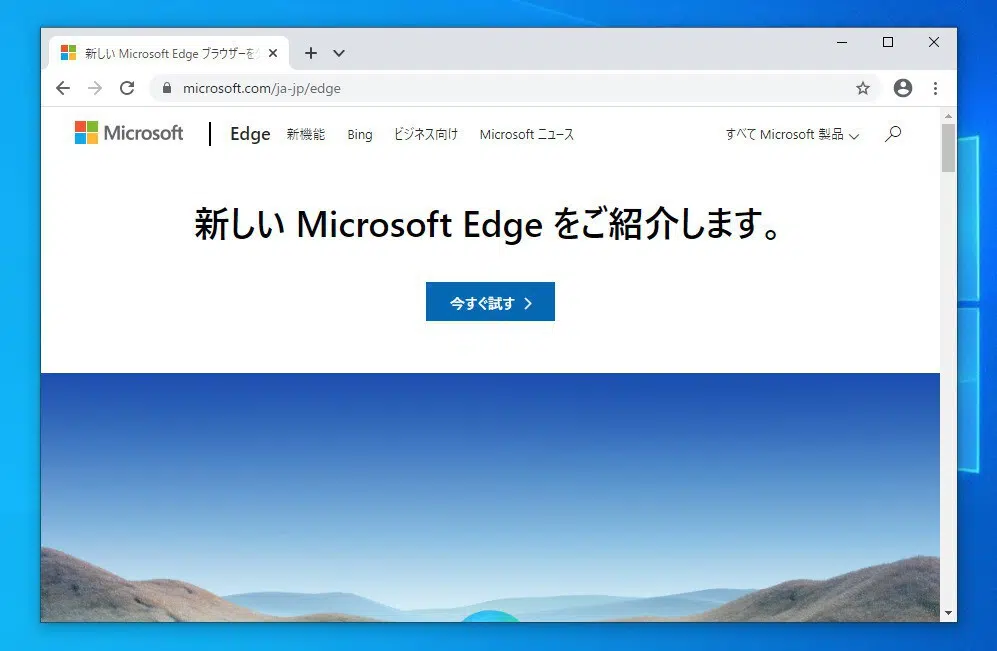 新しい Microsoft Edge ブラウザーを
microsoft.com/ja-jp/edge
Microsoft Edge 新機能 Bing ビジネス向け Microsoft ニュース すべて Microsoft 製品
新しい Microsoft Edge をご紹介します。
今すぐ試す